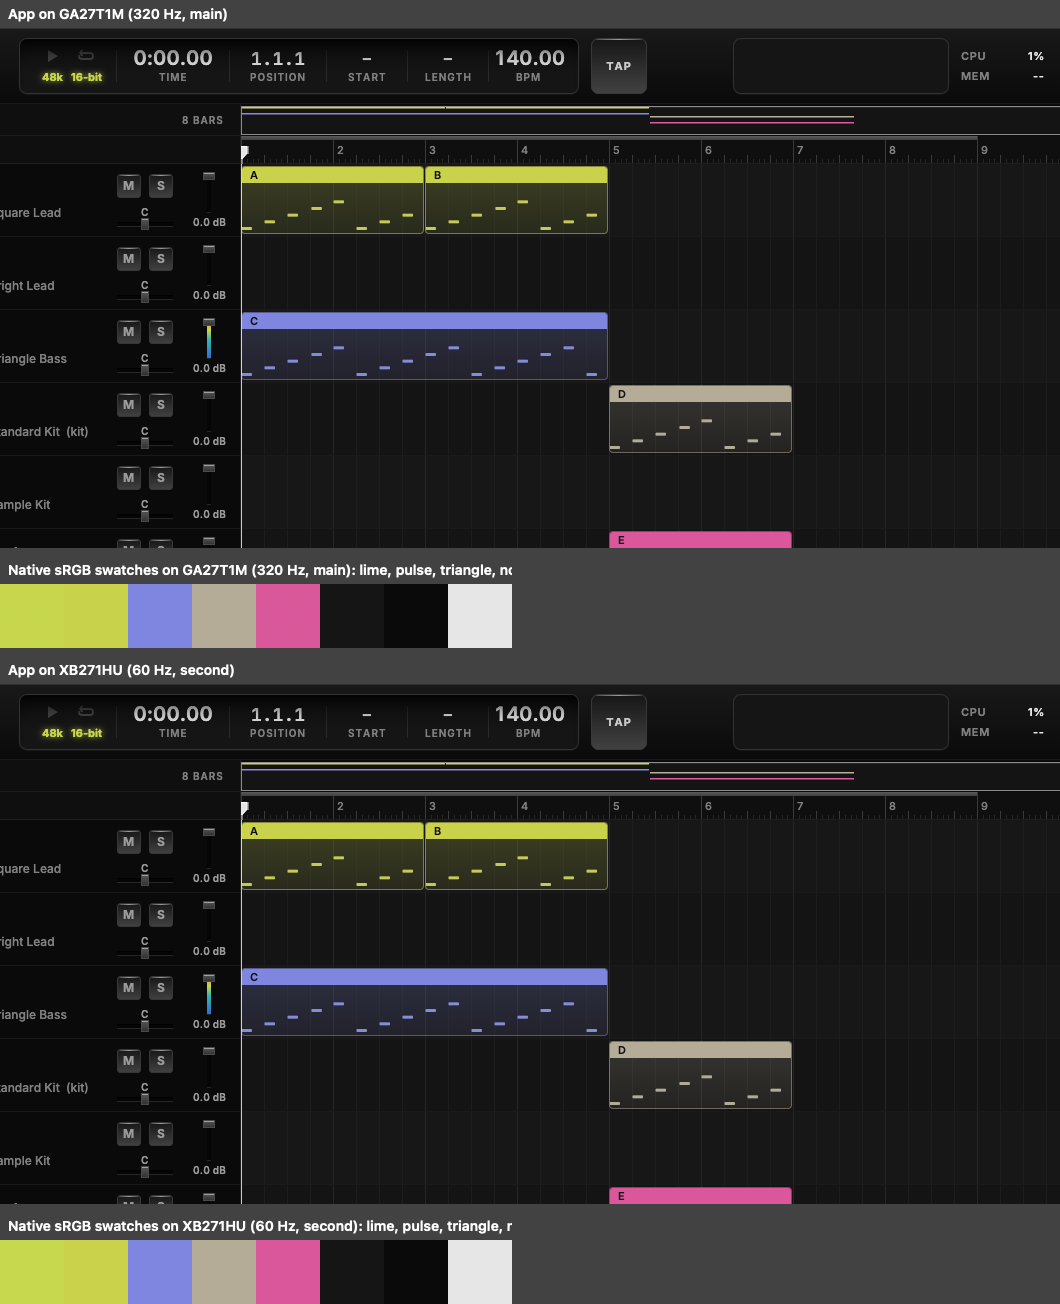 App on GA27T1M (320 Hz, main)
48k 16-bit
0:00.00
TIME
1.1.1
POSITION
–
START
–
LENGTH
140.00
BPM
TAP
CPU 1%
MEM --
8 BARS
2 3 4 5 6 7 8 9
M S
A B
quare Lead
C
0.0 dB
M S
right Lead
C
0.0 dB
M S
C
riangle Bass
C
0.0 dB
M S
D
tandard Kit (kit)
C
0.0 dB
M S
ample Kit
C
0.0 dB
M S
E
Native sRGB swatches on GA27T1M (320 Hz, main): lime, pulse, triangle, no
App on XB271HU (60 Hz, second)
48k 16-bit
0:00.00
TIME
1.1.1
POSITION
–
START
–
LENGTH
140.00
BPM
TAP
CPU 1%
MEM --
8 BARS
2 3 4 5 6 7 8 9
M S
A B
quare Lead
C
0.0 dB
M S
right Lead
C
0.0 dB
M S
C
riangle Bass
C
0.0 dB
M S
D
tandard Kit (kit)
C
0.0 dB
M S
ample Kit
C
0.0 dB
M S
E
Native sRGB swatches on XB271HU (60 Hz, second): lime, pulse, triangle, r